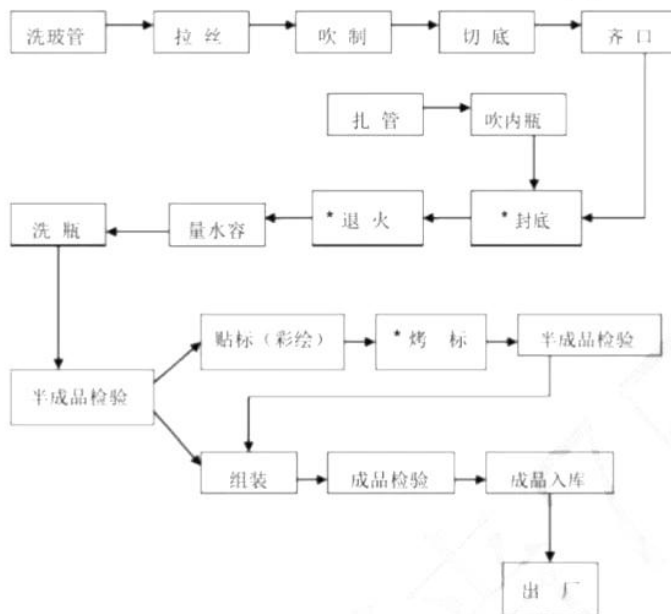 洗玻管 拉 丝 吹 制 切 底 齐 口
扎 管 吹内瓶
洗 瓶 量水容 *退 火 *封底
贴标（彩绘） *烤 标 半成品检验
半成品检验
组装 成品检验 成品入库
出 厂